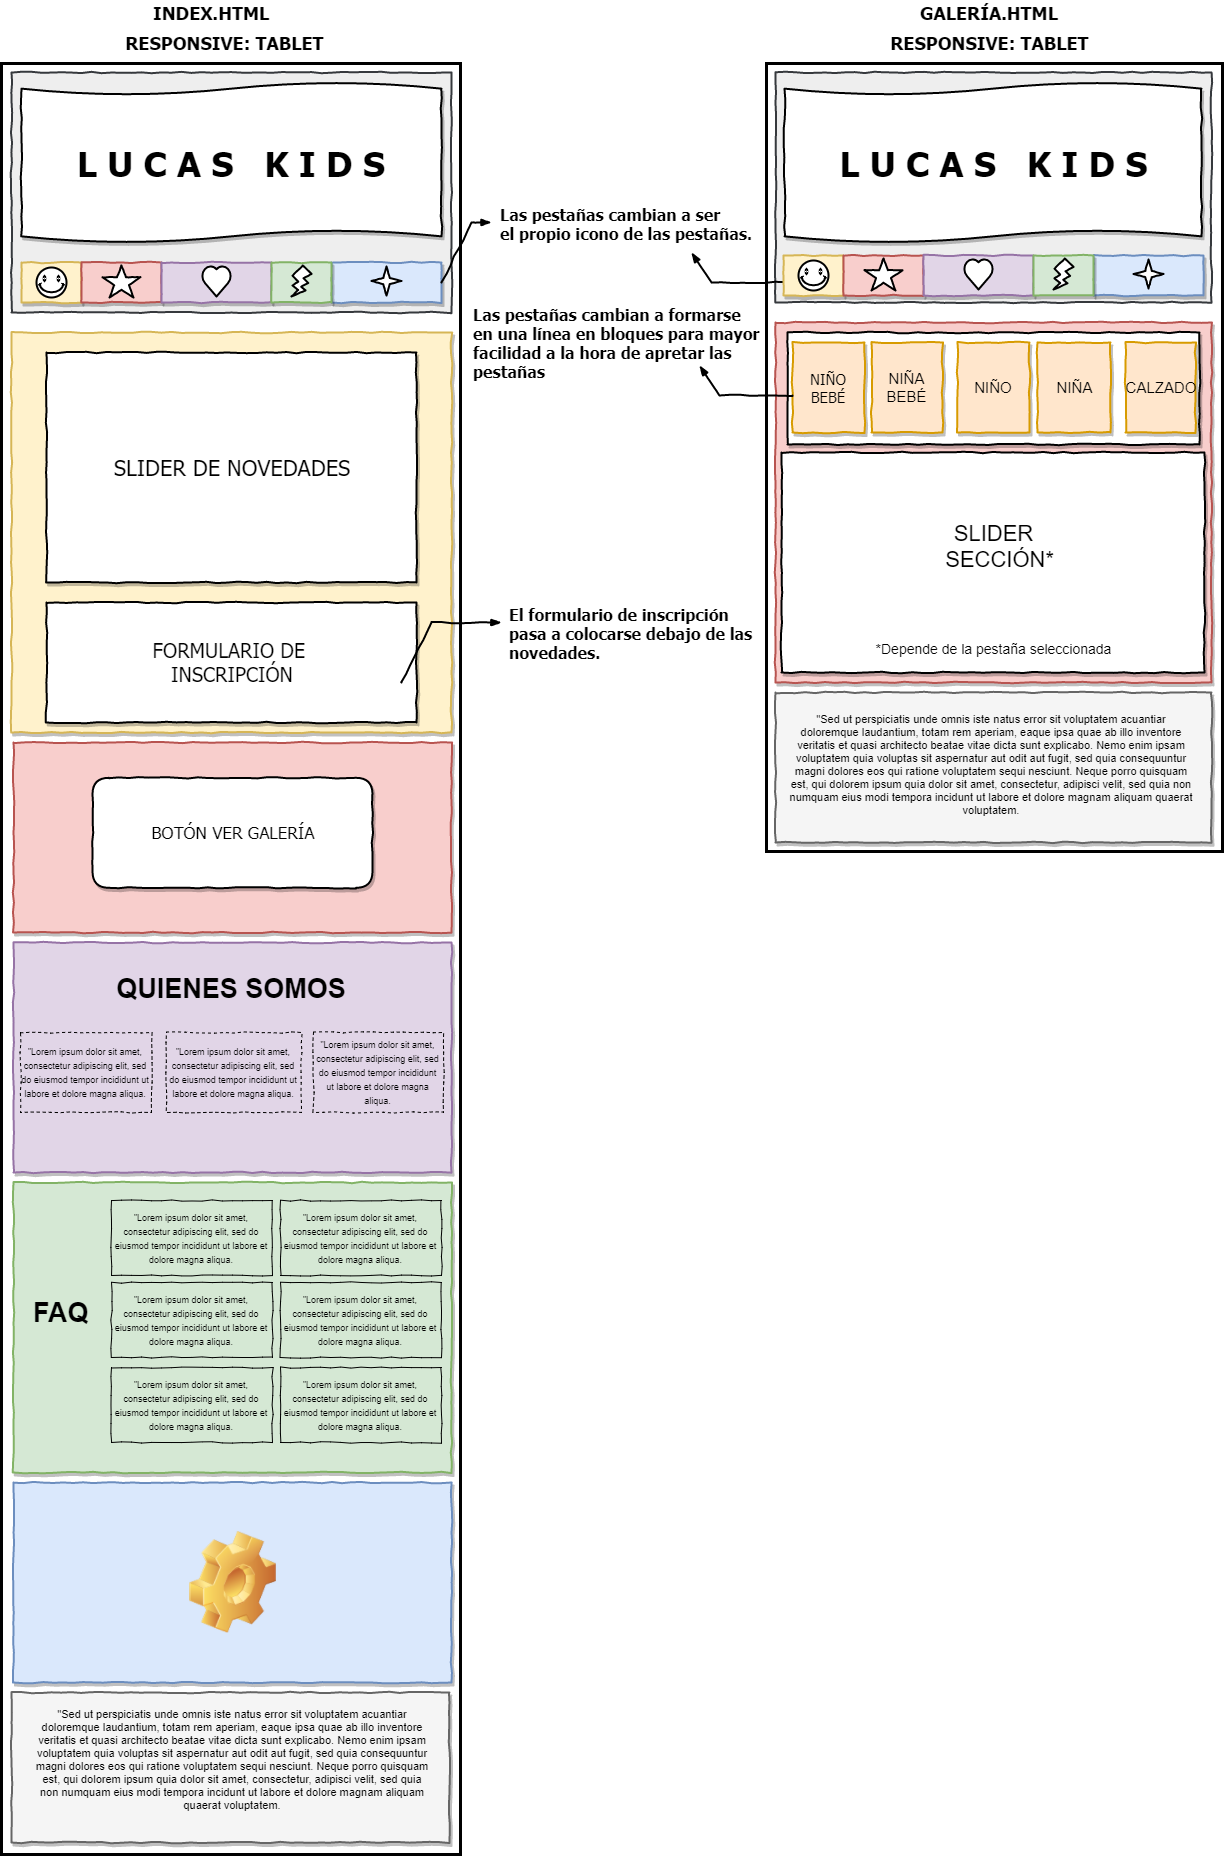 INDEX.HTML
RESPONSIVE: TABLET
LUCAS KIDS
SLIDER DE NOVEDADES
FORMULARIO DE
INSCRIPCIÓN
BOTÓN VER GALERÍA
QUIENES SOMOS
"Lorem ipsum dolor sit amet,
consectetur adipiscing elit, sed
do eiusmod tempor incididunt ut
labore et dolore magna aliqua.
"Lorem ipsum dolor sit amet,
consectetur adipiscing elit, sed
do eiusmod tempor incididunt ut
labore et dolore magna aliqua.
"Lorem ipsum dolor sit amet,
consectetur adipiscing elit, sed
do eiusmod tempor incididunt
ut labore et dolore magna
aliqua.
FAQ
"Lorem ipsum dolor sit amet,
consectetur adipiscing elit, sed do
eiusmod tempor incididunt ut labore et
dolore magna aliqua.
"Lorem ipsum dolor sit amet,
consectetur adipiscing elit, sed do
eiusmod tempor incididunt ut labore et
dolore magna aliqua.
"Lorem ipsum dolor sit amet,
consectetur adipiscing elit, sed do
eiusmod tempor incididunt ut labore et
dolore magna aliqua.
"Lorem ipsum dolor sit amet,
consectetur adipiscing elit, sed do
eiusmod tempor incididunt ut labore et
dolore magna aliqua.
"Lorem ipsum dolor sit amet,
consectetur adipiscing elit, sed do
eiusmod tempor incididunt ut labore et
dolore magna aliqua.
"Lorem ipsum dolor sit amet,
consectetur adipiscing elit, sed do
eiusmod tempor incididunt ut labore et
dolore magna aliqua.
"Sed ut perspiciatis unde omnis iste natus error sit voluptatem acuantiar
doloremque laudantium, totam rem aperiam, eaque ipsa quae ab illo inventore
veritatis et quasi architecto beatae vitae dicta sunt explicabo. Nemo enim ipsam
voluptatem quia voluptas sit aspernatur aut odit aut fugit, sed quia consequuntur
magni dolores eos qui ratione voluptatem sequi nesciunt. Neque porro quisquam
est, qui dolorem ipsum quia dolor sit amet, consectetur, adipisci velit, sed quia
non numquam eius modi tempora incidunt ut labore et dolore magnam aliquam
quaerat voluptatem.
Las pestañas cambian a ser
el propio icono de las pestañas.
Las pestañas cambian a formarse
en una línea en bloques para mayor
facilidad a la hora de apretar las
pestañas
El formulario de inscripción
pasa a colocarse debajo de las
novedades.
GALERÍA.HTML
RESPONSIVE: TABLET
LUCAS KIDS
NIÑO
BEBÉ
NIÑA
BEBÉ
NIÑO
NIÑA
CALZADO
SLIDER
SECCIÓN*
*Depende de la pestaña seleccionada
"Sed ut perspiciatis unde omnis iste natus error sit voluptatem acuantiar
doloremque laudantium, totam rem aperiam, eaque ipsa quae ab illo inventore
veritatis et quasi architecto beatae vitae dicta sunt explicabo. Nemo enim ipsam
voluptatem quia voluptas sit aspernatur aut odit aut fugit, sed quia consequuntur
magni dolores eos qui ratione voluptatem sequi nesciunt. Neque porro quisquam
est, qui dolorem ipsum quia dolor sit amet, consectetur, adipisci velit, sed quia non
numquam eius modi tempora incidunt ut labore et dolore magnam aliquam quaerat
voluptatem.